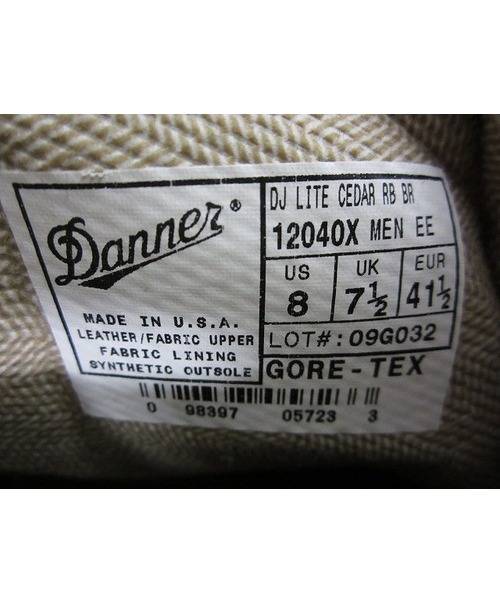 Danner®
MADE IN U.S.A.
LEATHER/FABRIC UPPER
FABRIC LINING
SYNTHETIC OUTSOLE
DJ LITE CEDAR RB BR
12040X MEN EE
US UK EUR
8 7½ 41½
LOT#: 09G032
GORE-TEX
0 98397 05723 3